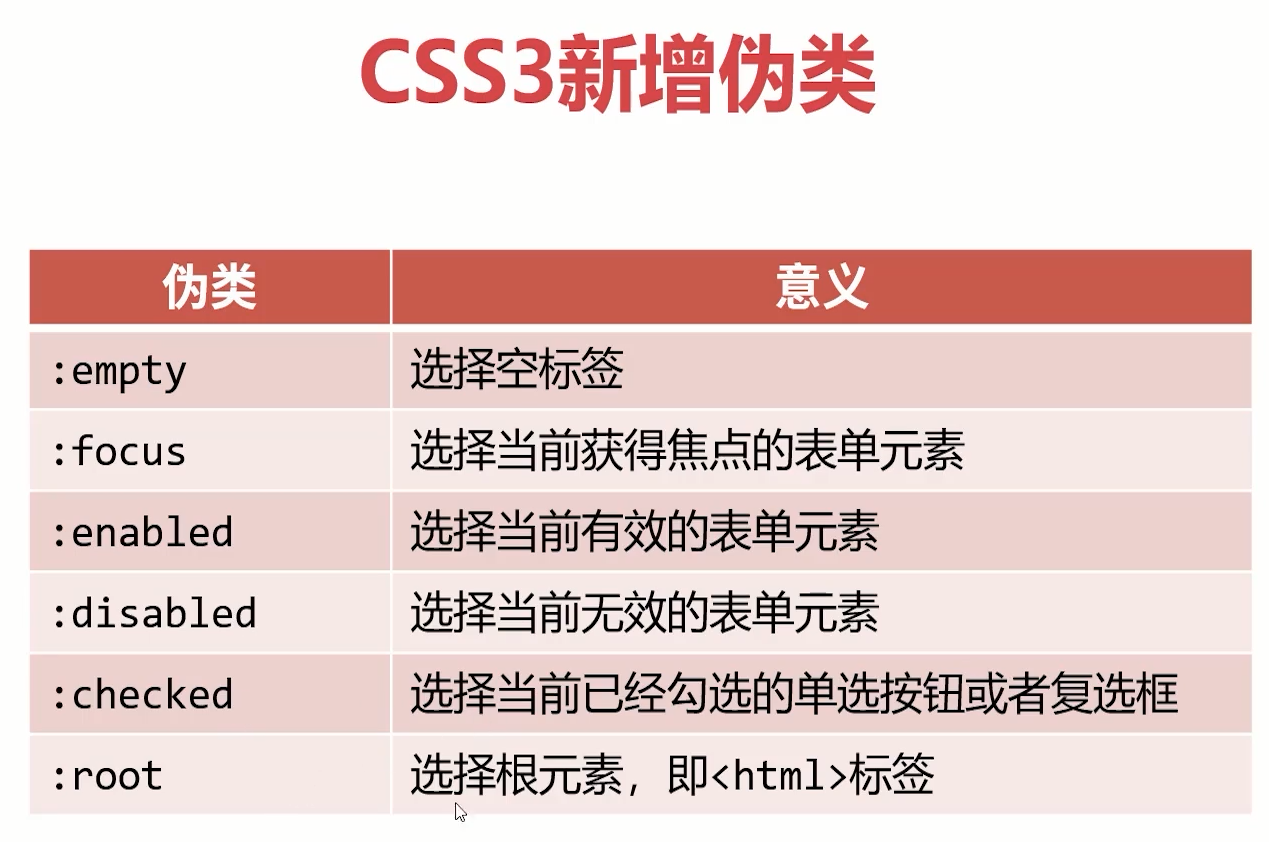 CSS3新增伪类
伪类 意义
:empty 选择空标签
:focus 选择当前获得焦点的表单元素
:enabled 选择当前有效的表单元素
:disabled 选择当前无效的表单元素
:checked 选择当前已经勾选的单选按钮或者复选框
:root 选择根元素，即<html>标签